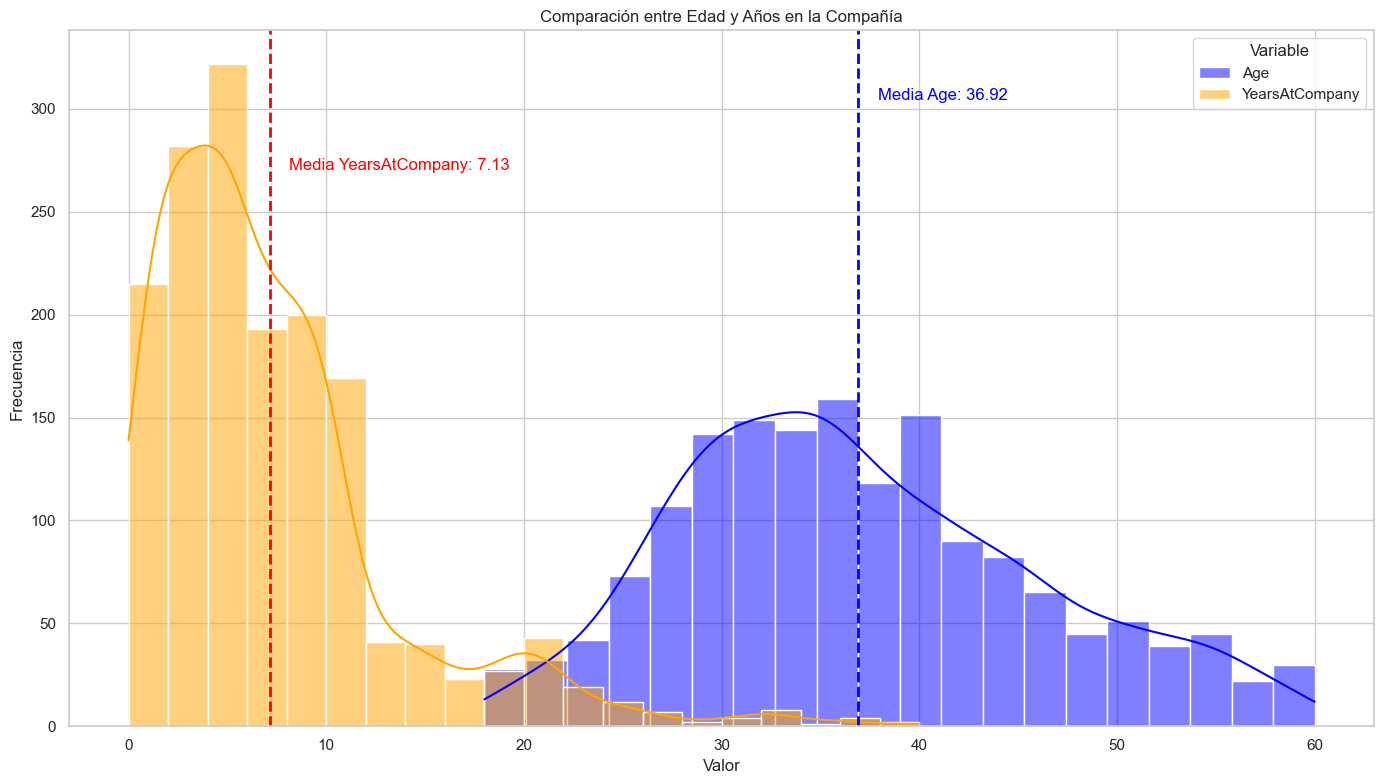 Comparación entre Edad y Años en la Compañía
Variable
Age
YearsAtCompany
Media Age: 36.92
Media YearsAtCompany: 7.13
Frecuencia
300
250
200
150
100
50
0
0 10 20 30 40 50 60
Valor